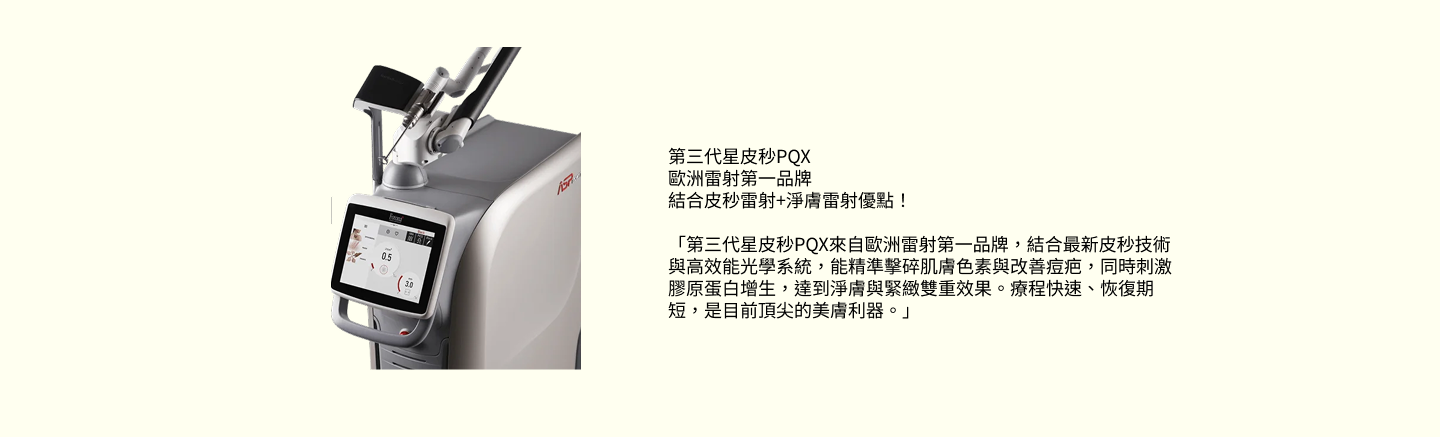 第三代星皮秒PQX
歐洲雷射第一品牌
結合皮秒雷射+淨膚雷射優點！
「第三代星皮秒PQX來自歐洲雷射第一品牌，結合最新皮秒技術
與高效能光學系統，能精準擊碎肌膚色素與改善痘疤，同時刺激
膠原蛋白增生，達到淨膚與緊緻雙重效果。療程快速、恢復期
短，是目前頂尖的美膚利器。」
Fotona
0.5
3.0